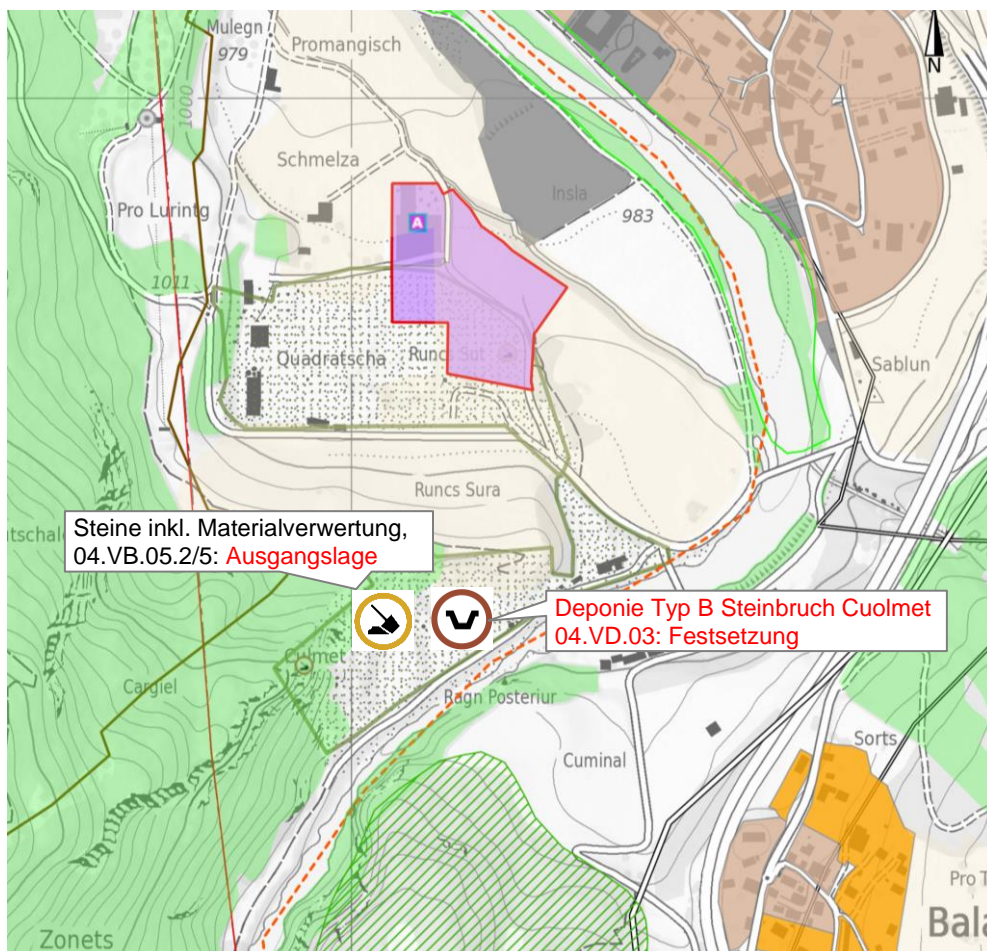 Mulegn
979
Promangisch
N
1000
Schmelza
Insla
Pro Luringt
983
A
1011
Quadratscha
Runcs Sut
Sablun
Runcs Sura
Steine inkl. Materialverwertung,
04.VB.05.2/5: Ausgangslage
Deponie Typ B Steinbruch Cuolmet
04.VD.03: Festsetzung
Culmet
Cargiel
Ragn Posteriur
Cuminal
Sorts
Pro
Bala
Zonets